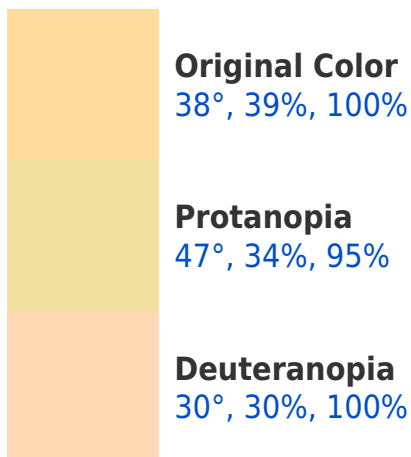 Original Color
38°, 39%, 100%
Protanopia
47°, 34%, 95%
Deuteranopia
30°, 30%, 100%